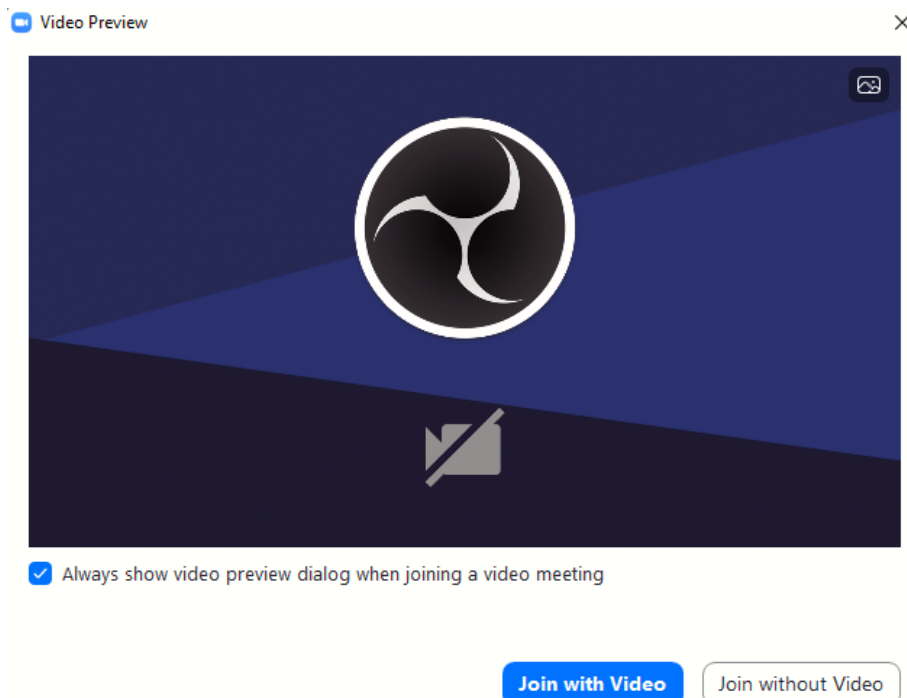 Video Preview
Always show video preview dialog when joining a video meeting
Join with Video
Join without Video